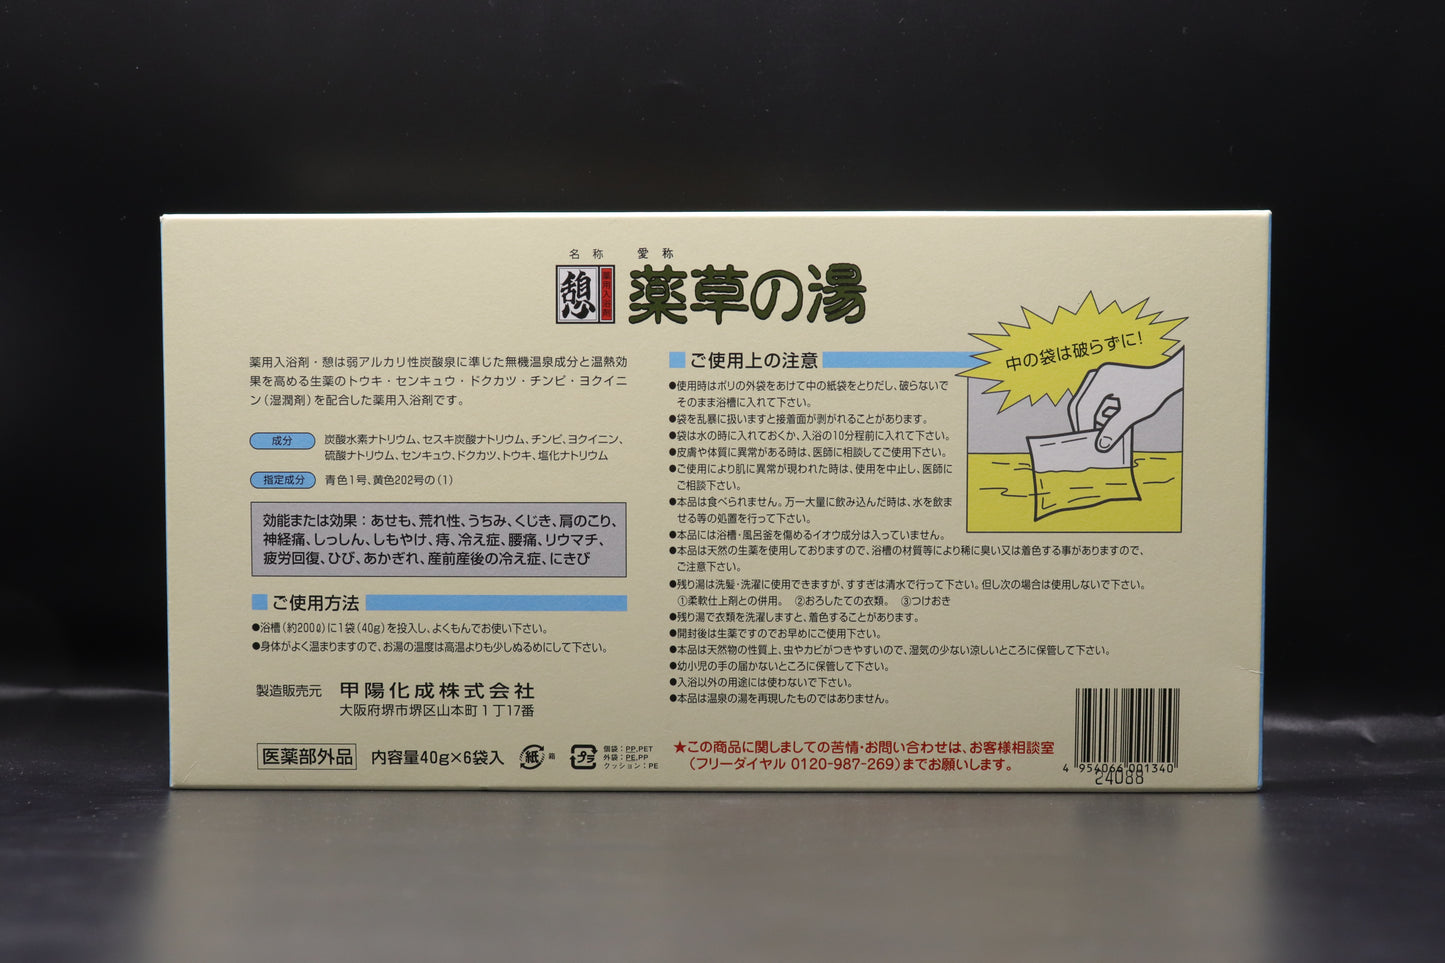 名称 愛称
憩 薬用入浴剤 薬草の湯
薬用入浴剤・憩は弱アルカリ性炭酸泉に準じた無機温泉成分と温熱効
果を高める生薬のトウキ・センキュウ・ドクカツ・チンピ・ヨクイニ
ン(湿潤剤)を配合した薬用入浴剤です。
成分 炭酸水素ナトリウム、セスキ炭酸ナトリウム、チンピ、ヨクイニン、
硫酸ナトリウム、センキュウ、ドクカツ、トウキ、塩化ナトリウム
指定成分 青色1号、黄色202号の(1)
効能または効果:あせも、荒れ性、うちみ、くじき、肩のこり、
神経痛、しっしん、しもやけ、痔、冷え症、腰痛、リウマチ、
疲労回復、ひび、あかぎれ、産前産後の冷え症、にきび
ご使用方法
●浴槽(約200ℓ)に1袋(40g)を投入し、よくもんでお使い下さい。
●身体がよく温まりますので、お湯の温度は高温よりも少しぬるめにして下さい。
製造販売元 甲陽化成株式会社
大阪府堺市堺区山本町1丁17番
医薬部外品 内容量40g×6袋入 紙 箱 プラ 個袋:PP,PET
外袋:PE,PP
クッション:PE
ご使用上の注意
●使用時はポリの外袋をあけて中の紙袋をとりだし、破らないで
そのまま浴槽に入れて下さい。
●袋を乱暴に扱いますと接着面が剥がれることがあります。
●袋は水の時に入れておくか、入浴の10分程前に入れて下さい。
●皮膚や体質に異常がある時は、医師に相談してご使用下さい。
●ご使用により肌に異常が現われた時は、使用を中止し、医師に
ご相談下さい。
●本品は食べられません。万一大量に飲み込んだ時は、水を飲ま
せる等の処置を行って下さい。
●本品には浴槽・風呂釜を傷めるイオウ成分は入っていません。
●本品は天然の生薬を使用しておりますので、浴槽の材質等により稀に臭い又は着色する事がありますので、
ご注意下さい。
●残り湯は洗髪・洗濯に使用できますが、すすぎは清水で行って下さい。但し次の場合は使用しないで下さい。
①柔軟仕上剤との併用。 ②おろしたての衣類。 ③つけおき
●残り湯で衣類を洗濯しますと、着色することがあります。
●開封後は生薬ですのでお早めにご使用下さい。
●本品は天然物の性質上、虫やカビがつきやすいので、湿気の少ない涼しいところに保管して下さい。
●幼小児の手の届かないところに保管して下さい。
●入浴以外の用途には使わないで下さい。
●本品は温泉の湯を再現したものではありません。
★この商品に関しましての苦情・お問い合わせは、お客様相談室
(フリーダイヤル 0120-987-269)までお願いします。
中の袋は破らずに!
4 954066 001340
24088